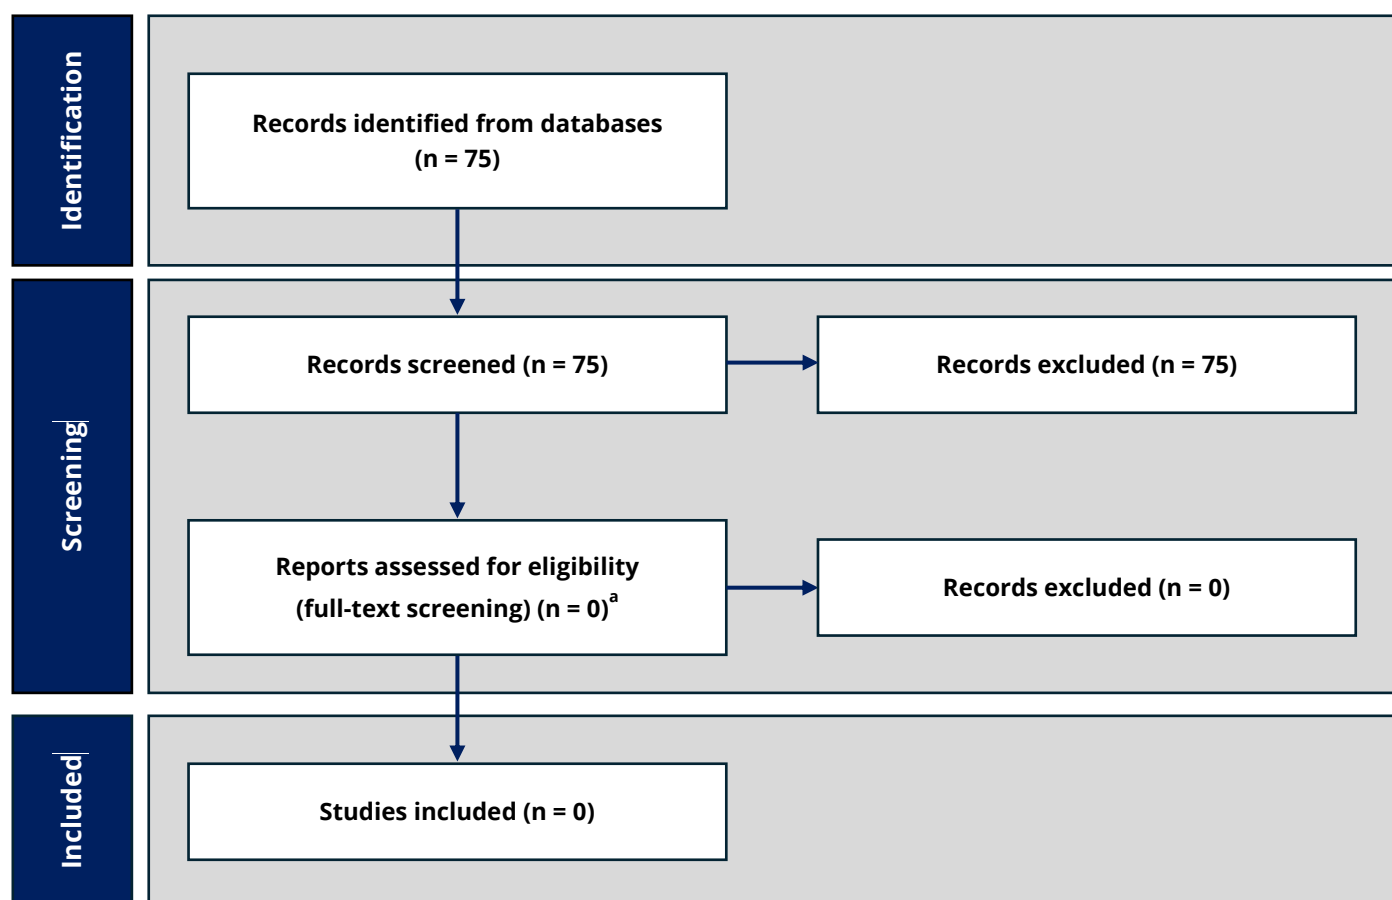 Identification
Records identified from databases
(n = 75)
Screening
Records screened (n = 75)
Records excluded (n = 75)
Reports assessed for eligibility
(full-text screening) (n = 0)a
Records excluded (n = 0)
Included
Studies included (n = 0)